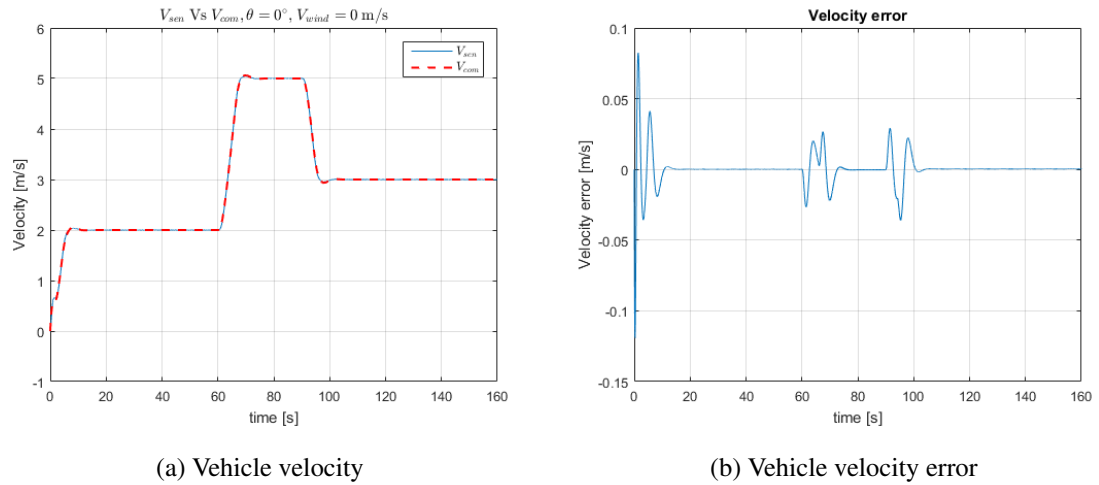 V_sen Vs V_com, θ = 0°, V_wind = 0 m/s
6
5
4
3
2
1
0
-1
Velocity [m/s]
V_sen
V_com
0 20 40 60 80 100 120 140 160
time [s]
(a) Vehicle velocity
Velocity error
0.1
0.05
0
-0.05
-0.1
-0.15
Velocity error [m/s]
0 20 40 60 80 100 120 140 160
time [s]
(b) Vehicle velocity error